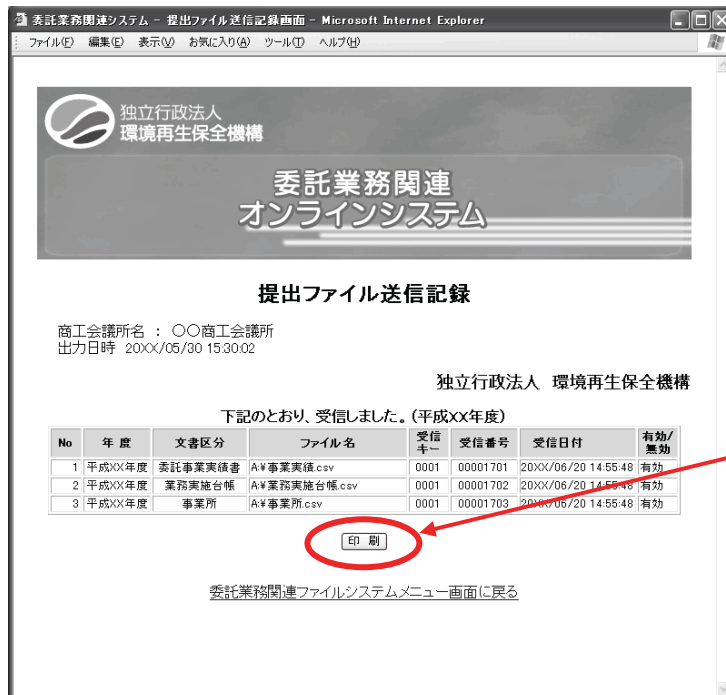 委託業務関連システム - 提出ファイル送信記録画面 - Microsoft Internet Explorer
ファイル(F) 編集(E) 表示(V) お気に入り(A) ツール(T) ヘルプ(H)
独立行政法人
環境再生保全機構
委託業務関連
オンラインシステム
提出ファイル送信記録
商工会議所名 : 〇〇商工会議所
出力日時 20XX/05/30 15:30:02
独立行政法人 環境再生保全機構
下記のとおり、受信しました。(平成XX年度)
No 年度 文書区分 ファイル名 受信キー 受信番号 受信日付 有効/無効
1 平成XX年度 委託事業実績書 A:¥事業実績.csv 0001 00001701 20XX/06/20 14:55:48 有効
2 平成XX年度 業務実施台帳 A:¥業務実施台帳.csv 0001 00001702 20XX/06/20 14:55:48 有効
3 平成XX年度 事業所 A:¥事業所.csv 0001 00001703 20XX/06/20 14:55:48 有効
印 刷
委託業務関連ファイルシステムメニュー画面に戻る